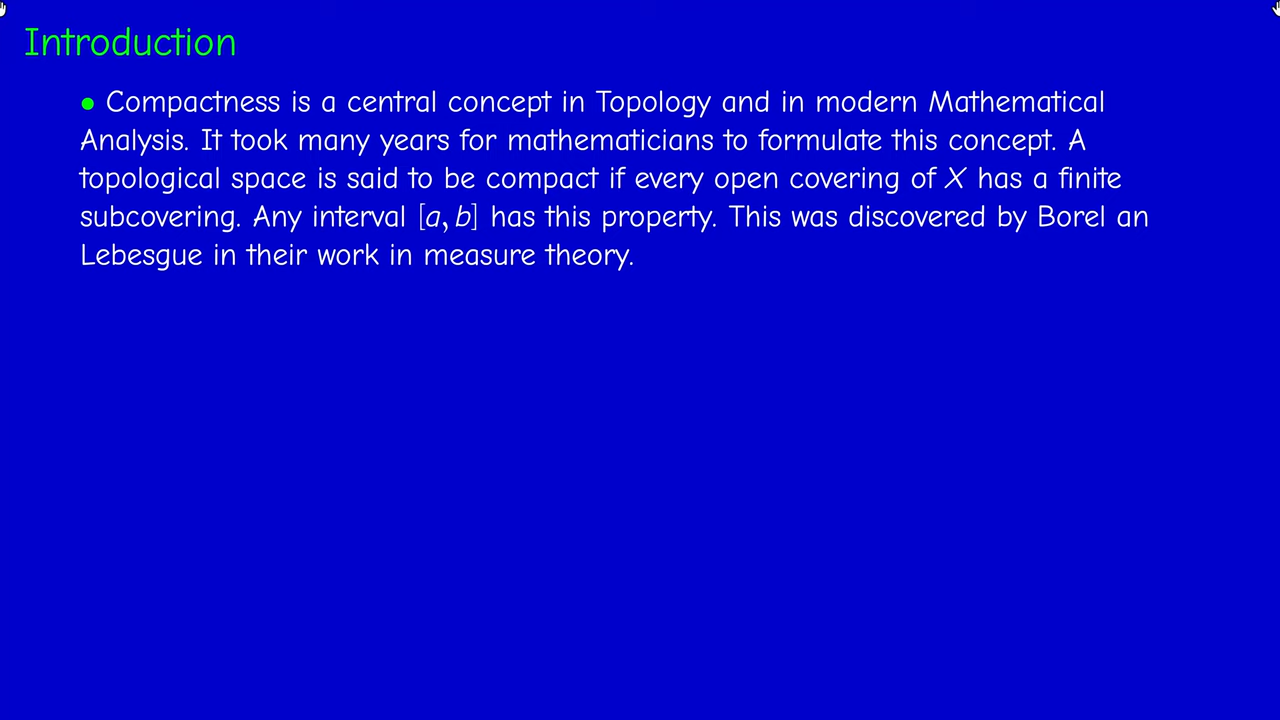 Introduction
• Compactness is a central concept in Topology and in modern Mathematical
Analysis. It took many years for mathematicians to formulate this concept. A
topological space is said to be compact if every open covering of X has a finite
subcovering. Any interval [a, b] has this property. This was discovered by Borel an
Lebesgue in their work in measure theory.